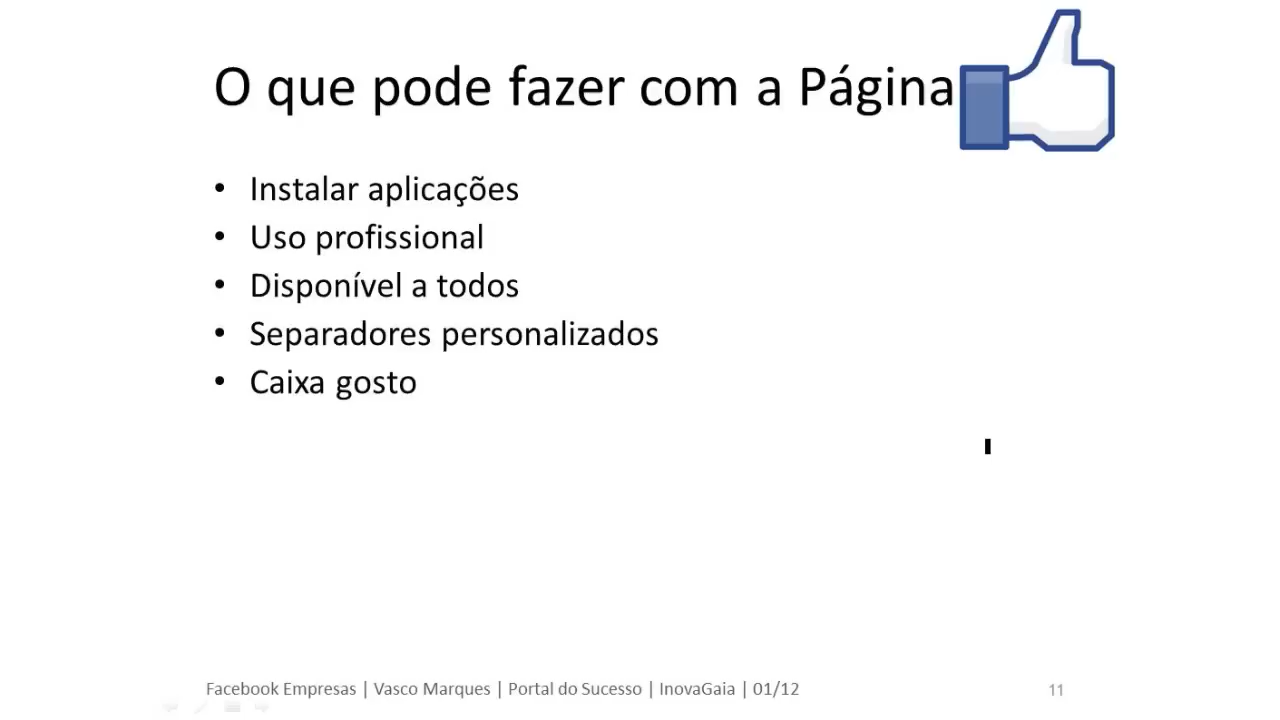 O que pode fazer com a Página
• Instalar aplicações
• Uso profissional
• Disponível a todos
• Separadores personalizados
• Caixa gosto
Facebook Empresas | Vasco Marques | Portal do Sucesso | InovaGaia | 01/12
11